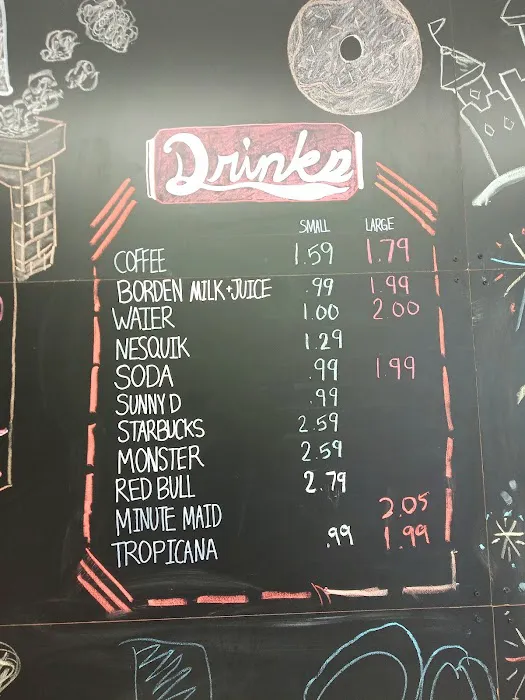 Drinks
SMALL LARGE
COFFEE 1.59 1.79
BORDEN MILK+JUICE .99 1.99
WATER 1.00 2.00
NESQUIK 1.29
SODA .99 1.99
SUNNY D .99
STARBUCKS 2.59
MONSTER 2.59
RED BULL 2.79
MINUTE MAID 2.05
TROPICANA .99 1.99